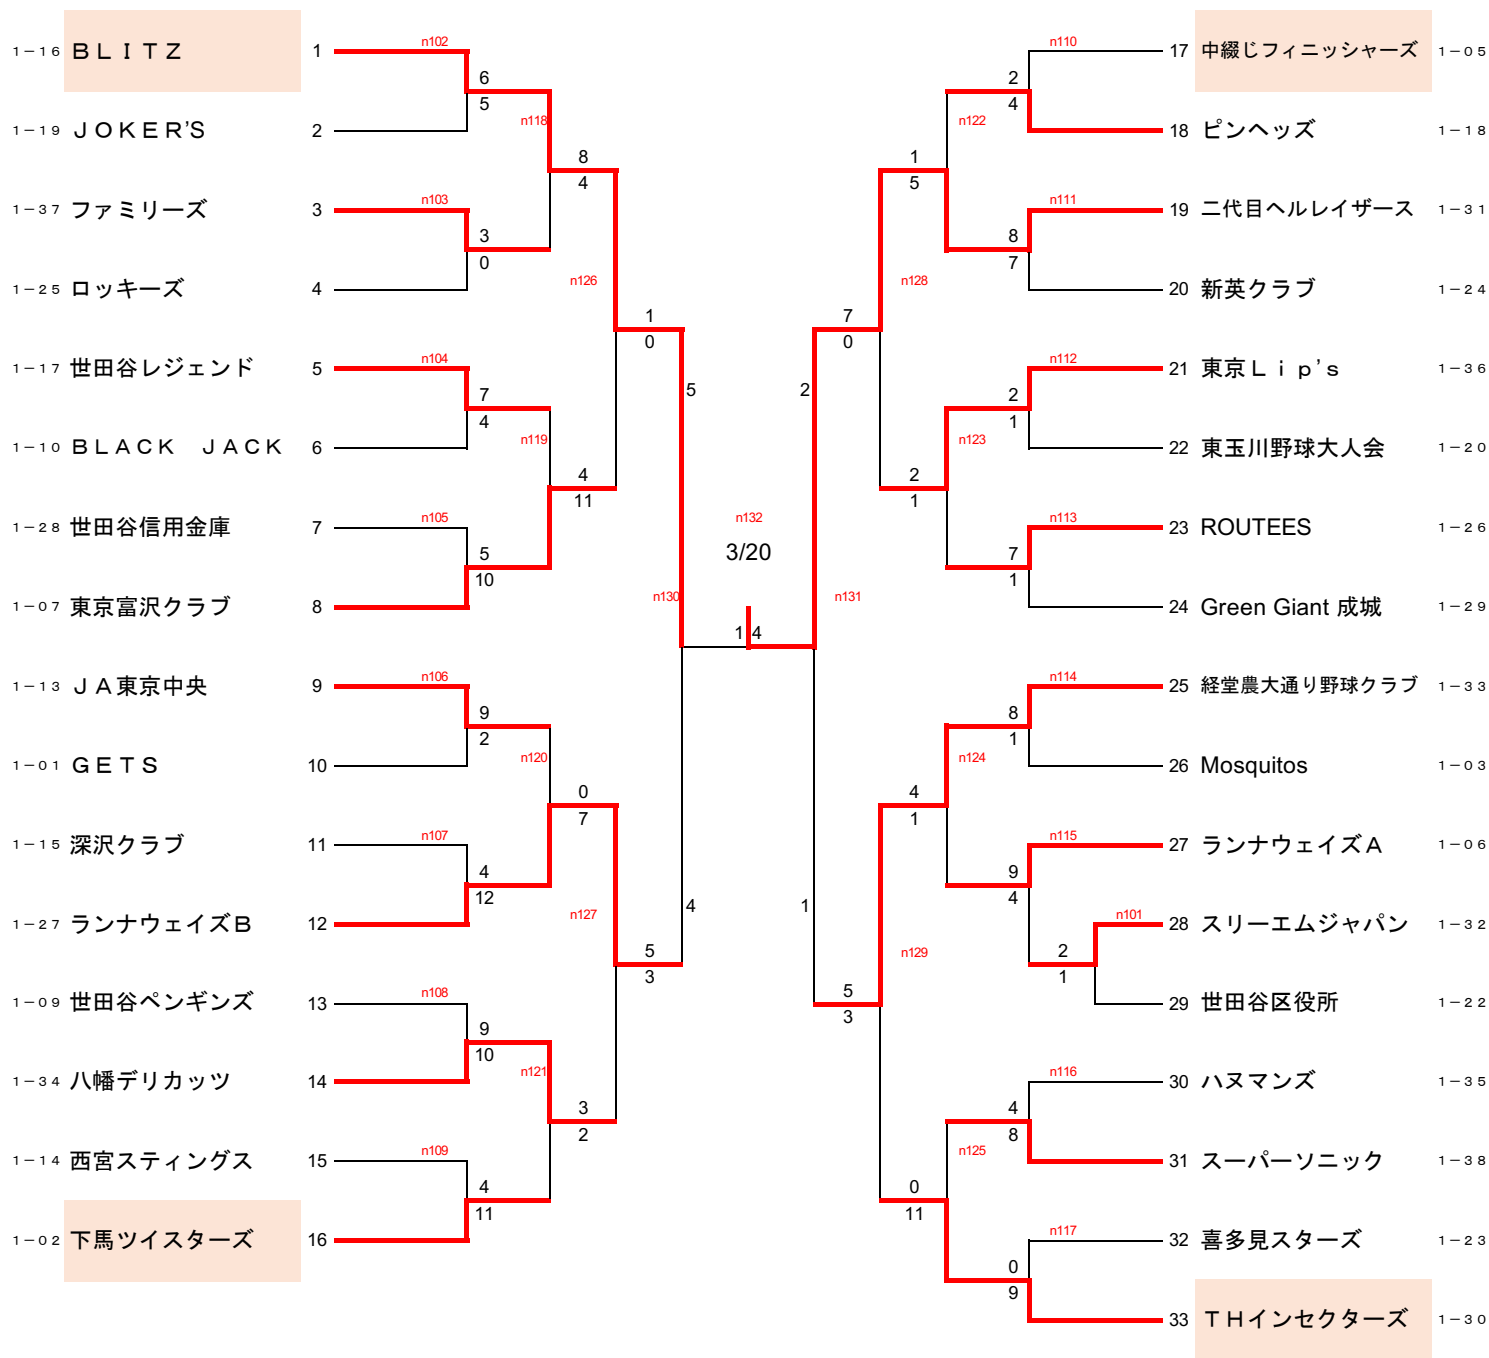 1-16 ＢＬＩＴＺ 1
n102
6
5
1-19 ＪＯＫＥＲ'Ｓ 2
n118
8
4
1-37 ファミリーズ 3
n103
3
0
1-25 ロッキーズ 4
n126
1
0
1-17 世田谷レジェンド 5
n104
7
4
1-10 ＢＬＡＣＫ　ＪＡＣＫ 6
n119
4
11
1-28 世田谷信用金庫 7
n105
5
10
1-07 東京富沢クラブ 8
n130
5
4
1-13 ＪＡ東京中央 9
n106
9
2
1-01 ＧＥＴＳ 10
n120
0
7
1-15 深沢クラブ 11
n107
4
12
1-27 ランナウェイズＢ 12
n127
5
3
1-09 世田谷ペンギンズ 13
n108
9
10
1-34 八幡デリカッツ 14
n121
3
2
1-14 西宮スティングス 15
n109
4
11
1-02 下馬ツイスターズ 16
n132
3/20
1 4
n110
17 中綴じフィニッシャーズ 1-05
2
4
n122
18 ピンヘッズ 1-18
1
5
n111
19 二代目ヘルレイザース 1-31
8
7
n128
20 新英クラブ 1-24
7
0
n112
21 東京Ｌｉｐ'ｓ 1-36
2
1
n123
22 東玉川野球大人会 1-20
2
1
n113
23 ROUTEES 1-26
7
1
24 Green Giant 成城 1-29
n131
2
1
n114
25 経堂農大通り野球クラブ 1-33
8
1
n124
26 Mosquitos 1-03
4
1
n115
27 ランナウェイズＡ 1-06
9
4
n101
28 スリーエムジャパン 1-32
2
1
n129
29 世田谷区役所 1-22
5
3
n116
30 ハヌマンズ 1-35
4
8
n125
31 スーパーソニック 1-38
0
11
n117
32 喜多見スターズ 1-23
0
9
33 ＴＨインセクターズ 1-30